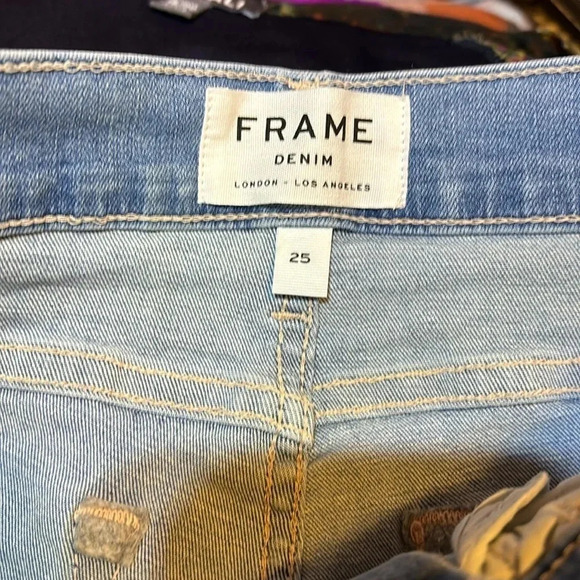 FRAME
DENIM
LONDON - LOS ANGELES
25